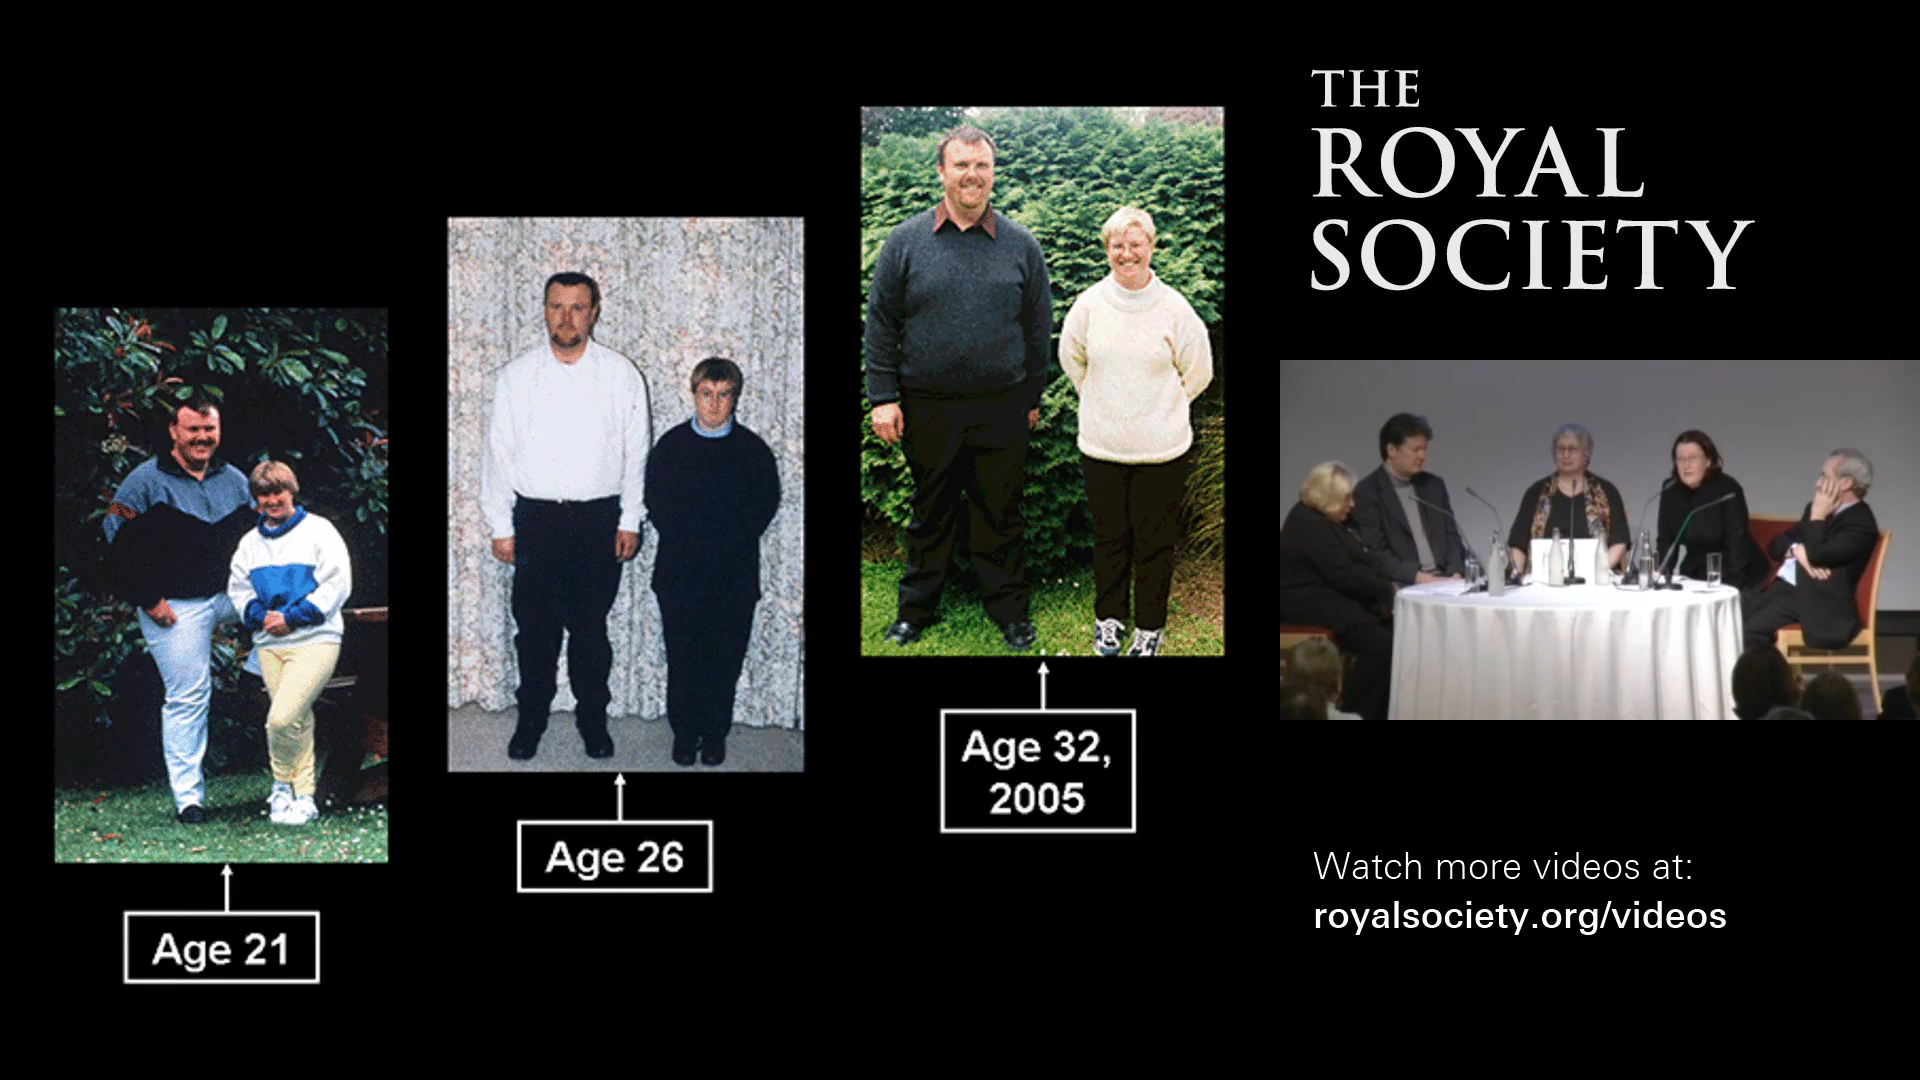 THE
ROYAL
SOCIETY
Age 21
Age 26
Age 32,
2005
Watch more videos at:
royalsociety.org/videos